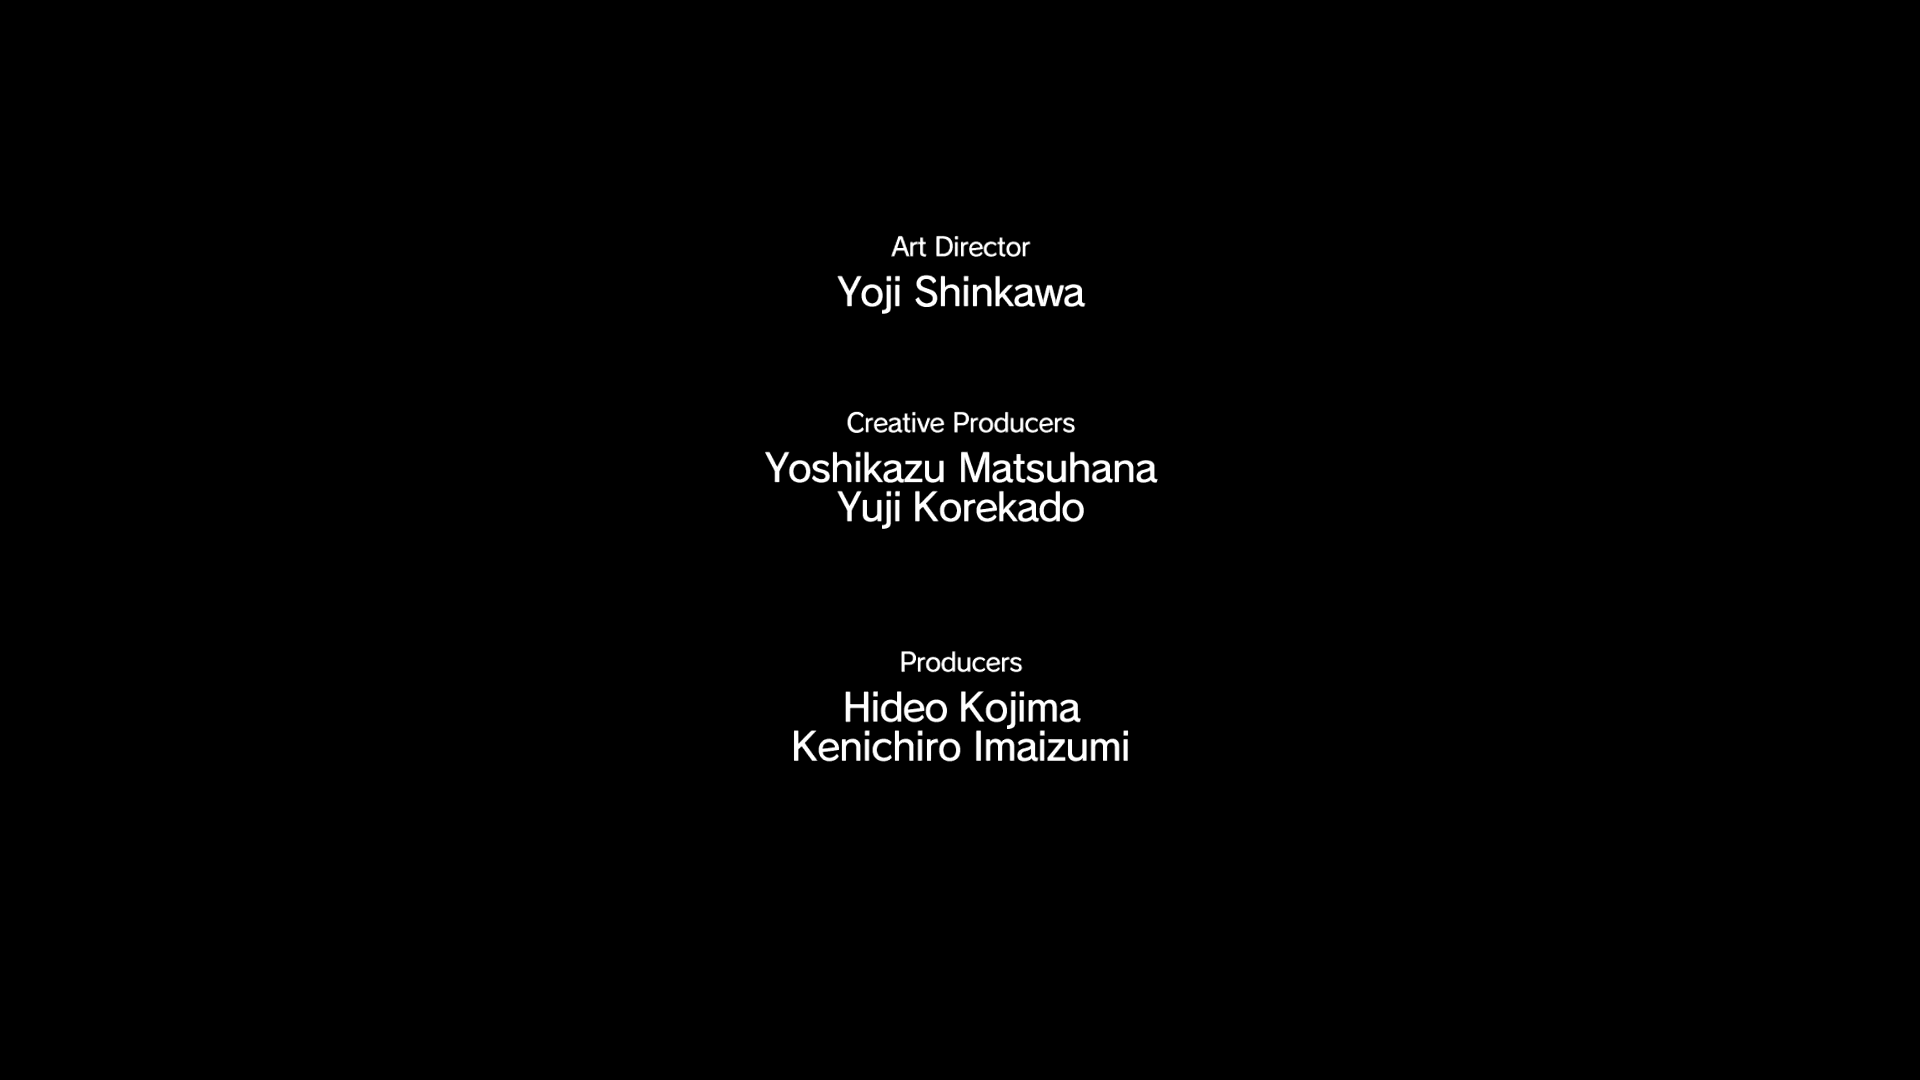 Art Director
Yoji Shinkawa
Creative Producers
Yoshikazu Matsuhana
Yuji Korekado
Producers
Hideo Kojima
Kenichiro Imaizumi